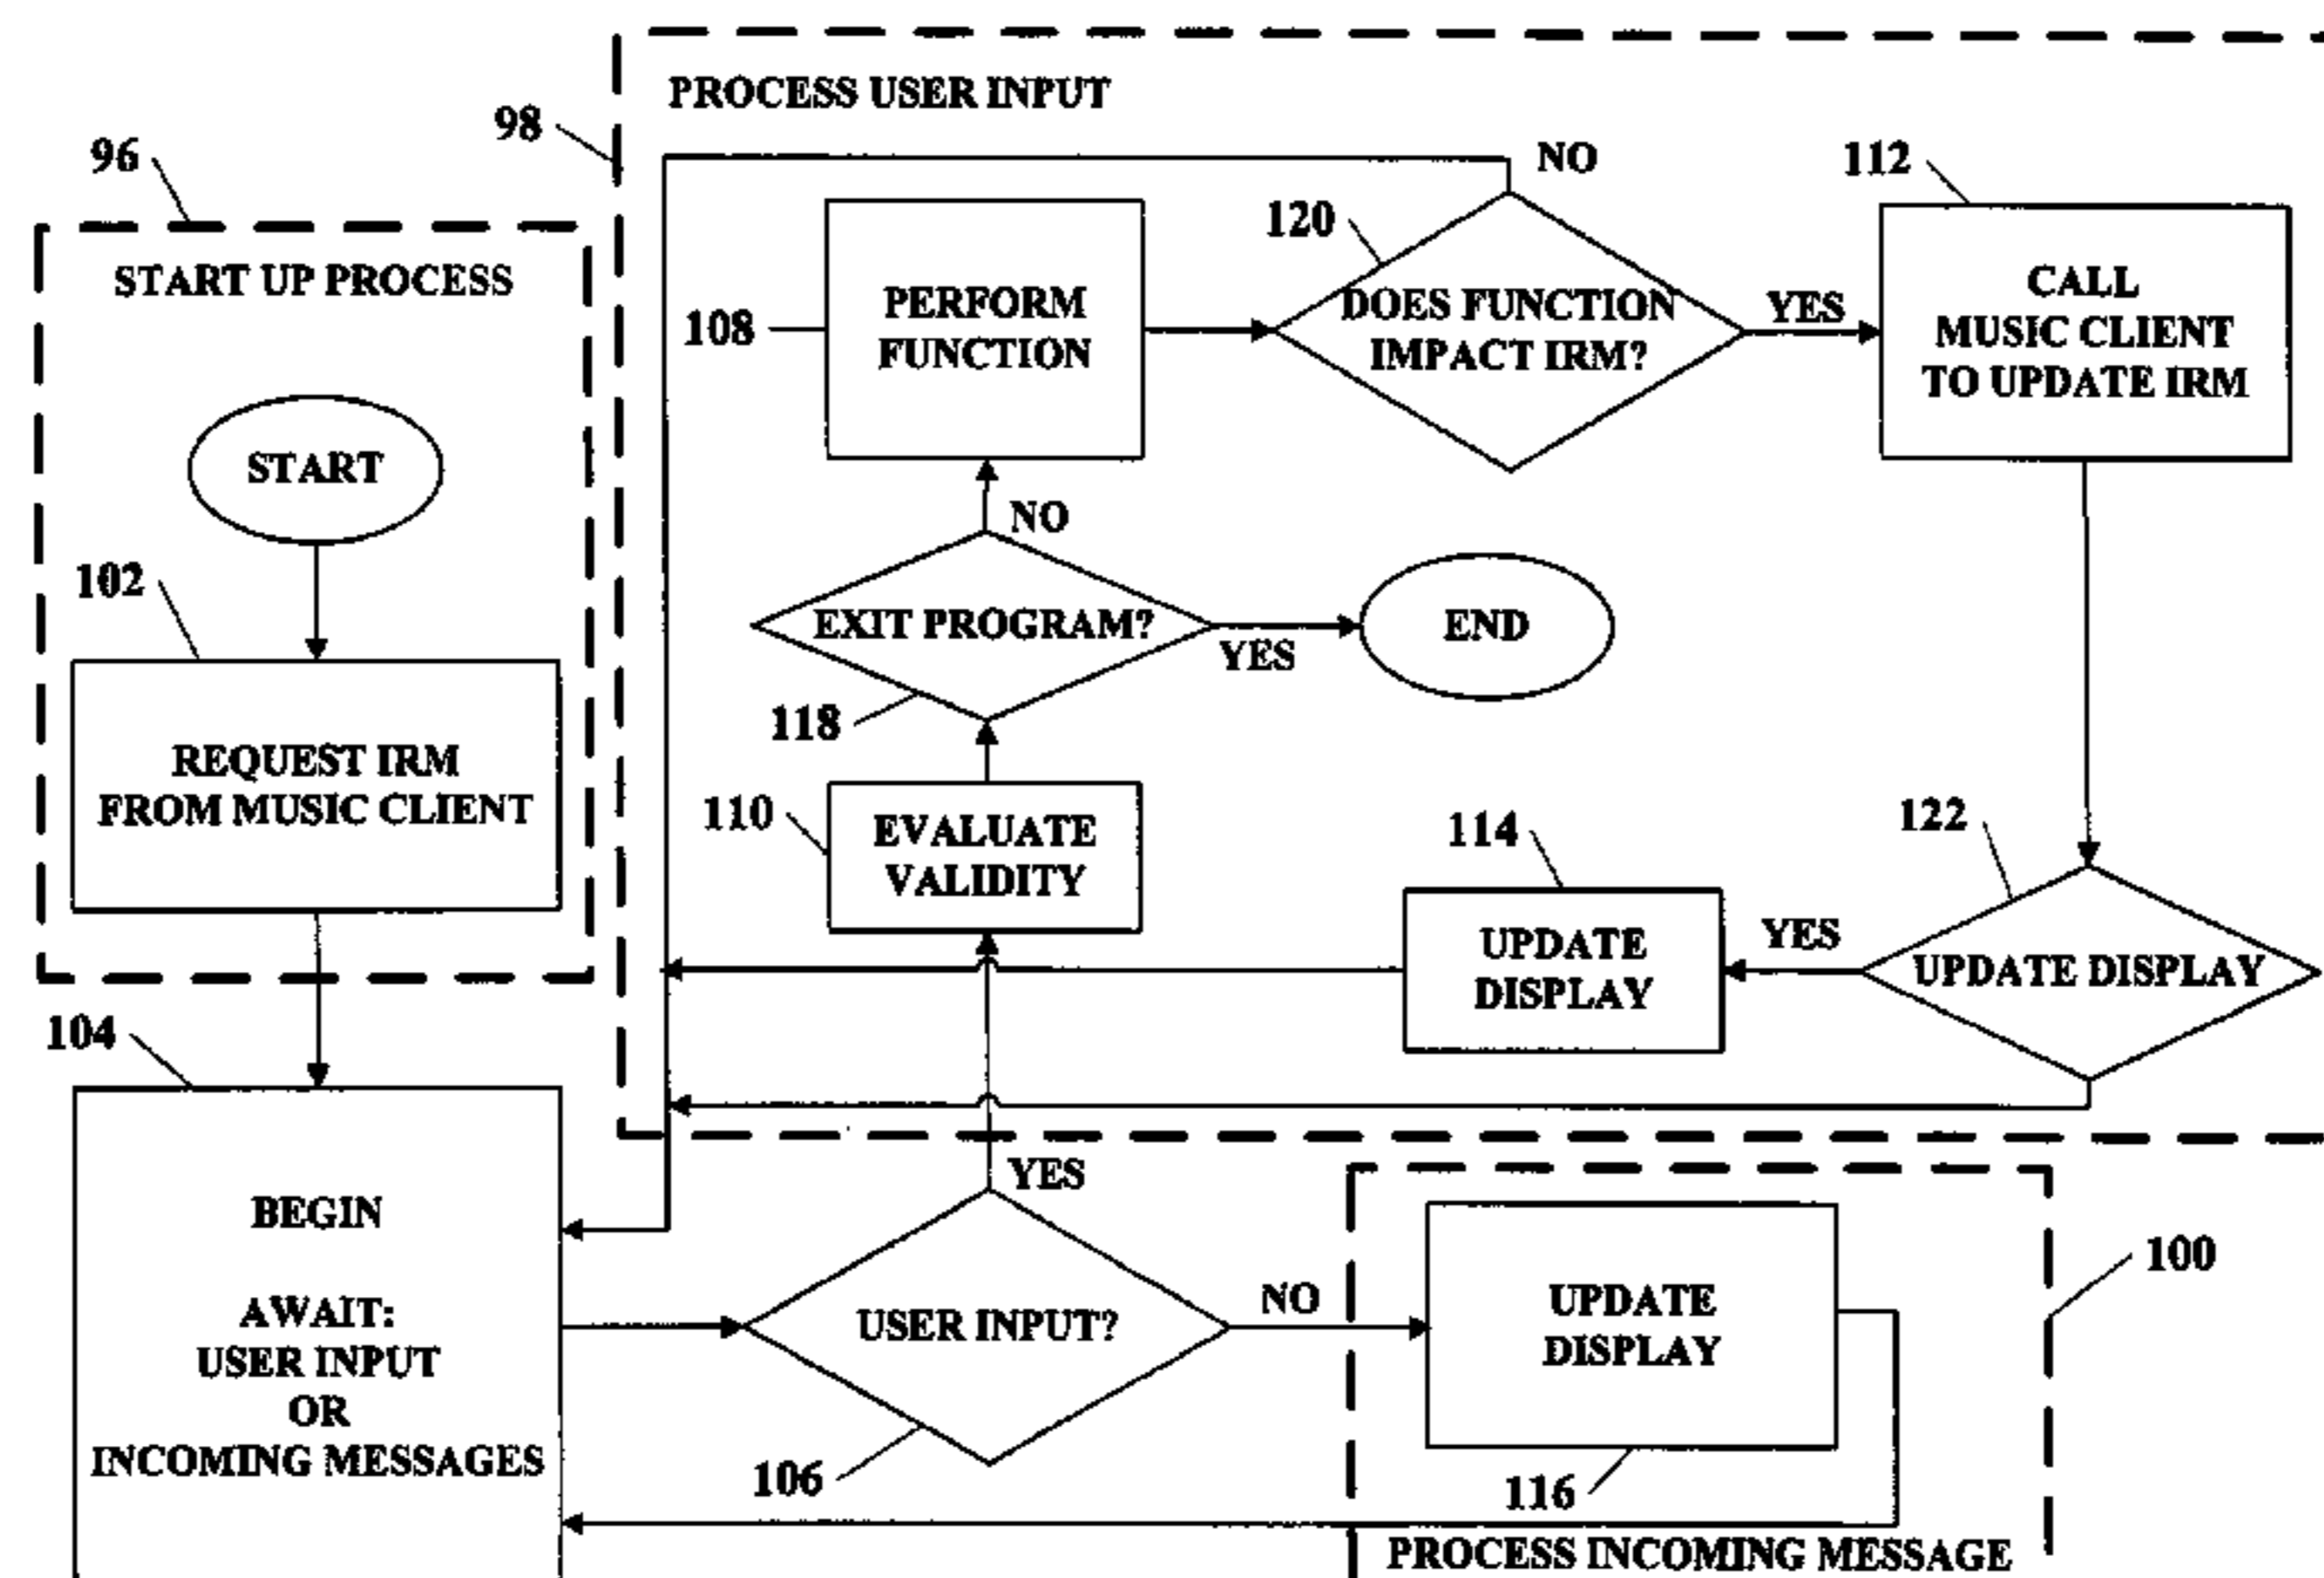 PROCESS USER INPUT
98
96
NO
112
120
START UP PROCESS
PERFORM
FUNCTION
108
DOES FUNCTION
IMPACT IRM?
YES
CALL
MUSIC CLIENT
TO UPDATE IRM
START
NO
102
EXIT PROGRAM?
YES
END
118
REQUEST IRM
FROM MUSIC CLIENT
110
EVALUATE
VALIDITY
114
122
UPDATE
DISPLAY
YES
UPDATE DISPLAY
104
YES
BEGIN
AWAIT:
USER INPUT
OR
INCOMING MESSAGES
USER INPUT?
NO
UPDATE
DISPLAY
100
106
116
PROCESS INCOMING MESSAGE